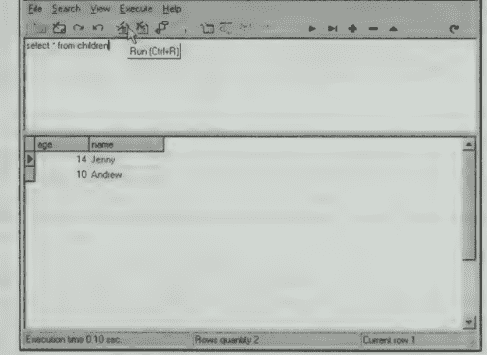 File Search View Execute Help
select * from children
Run (Ctrl+R)
age name
14 Jenny
10 Andrew
Execution time 0.10 sec. Rows quantity 2 Current row 1